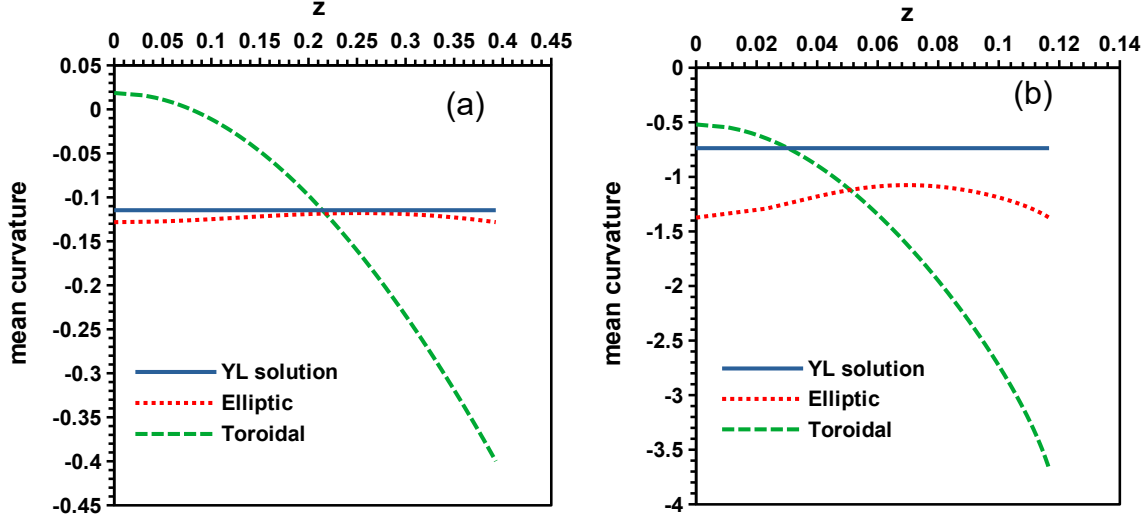 z
0 0.05 0.1 0.15 0.2 0.25 0.3 0.35 0.4 0.45
0.05
0
-0.05
-0.1
-0.15
-0.2
-0.25
-0.3
-0.35
-0.4
-0.45
mean curvature
(a)
YL solution
Elliptic
Toroidal
z
0 0.02 0.04 0.06 0.08 0.1 0.12 0.14
0
-0.5
-1
-1.5
-2
-2.5
-3
-3.5
-4
mean curvature
(b)
YL solution
Elliptic
Toroidal